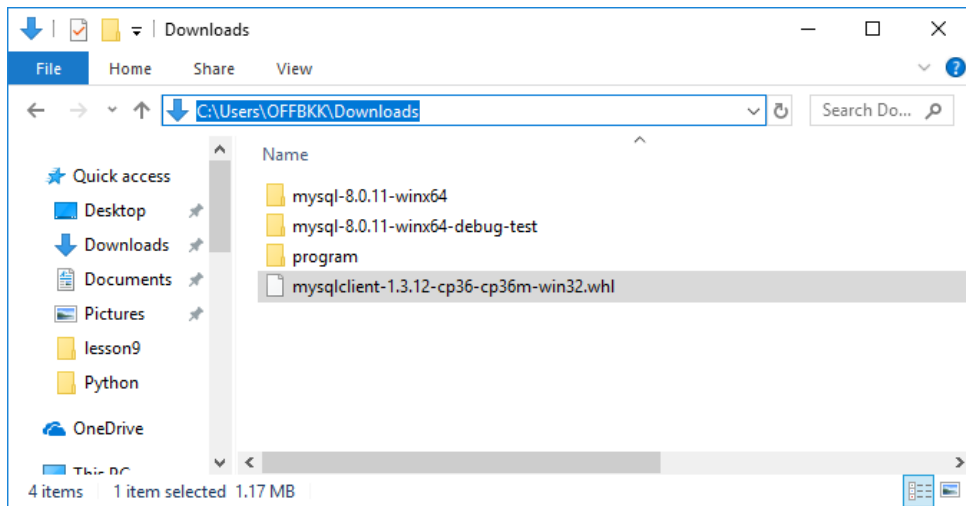 Downloads
File Home Share View
C:\Users\OFFBKK\Downloads Search Do...
Name
Quick access
Desktop
Downloads
Documents
Pictures
lesson9
Python
OneDrive
This PC
mysql-8.0.11-winx64
mysql-8.0.11-winx64-debug-test
program
mysqlclient-1.3.12-cp36-cp36m-win32.whl
4 items 1 item selected 1.17 MB